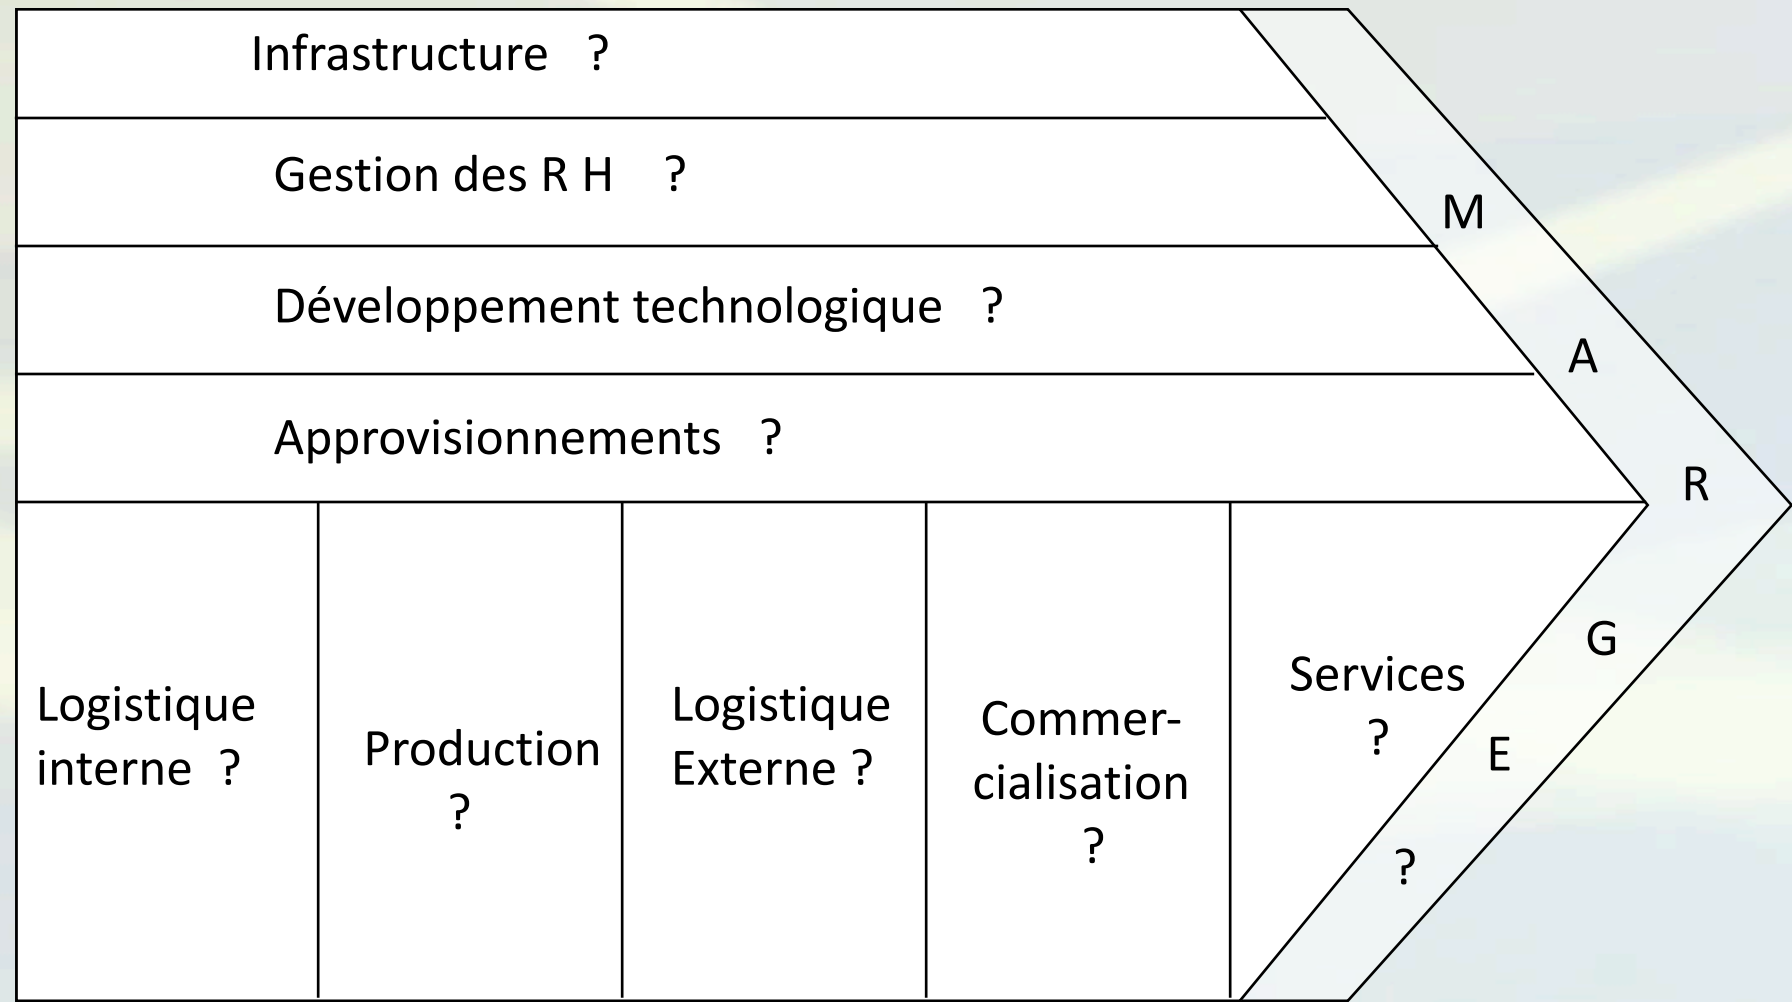 Infrastructure ?
Gestion des R H ?
Développement technologique ?
Approvisionnements ?
Logistique
interne ?
Production
?
Logistique
Externe ?
Commer-
cialisation
?
Services
?
M
A
R
G
E
?